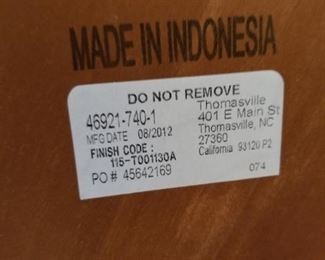 MADE IN INDONESIA
DO NOT REMOVE
46921-740-1
MFG DATE 08/2012
FINISH CODE :
115-T001130A
PO # 45642169
Thomasville
401 E Main St
Thomasville, NC
27360
California 93120 P2
074